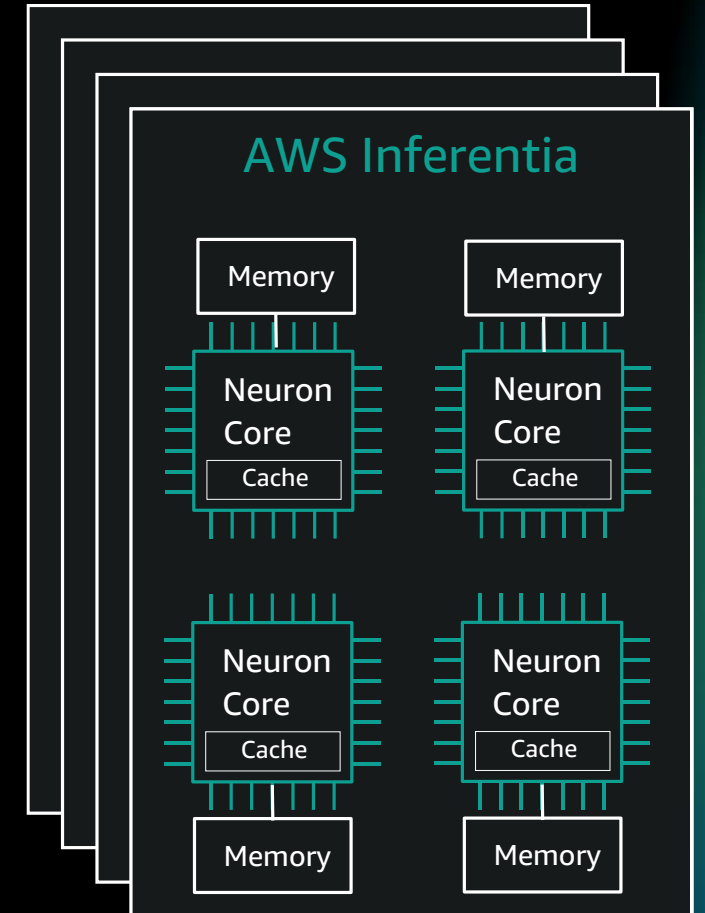 AWS Inferentia
Memory
Memory
Neuron
Core
Cache
Neuron
Core
Cache
Neuron
Core
Cache
Neuron
Core
Cache
Memory
Memory